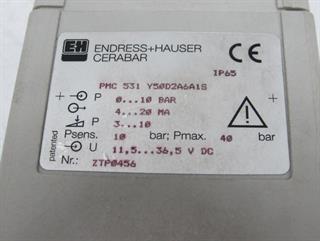 E+H ENDRESS+HAUSER
CERABAR
CE
IP65
PMC 531 Y50D2A6A1S
P 0...10 BAR
4...20 MA
P 3...10
Psens. 10 bar; Pmax. 40 bar
U 11,5...36,5 V DC
Nr.: ZTP0456
patented